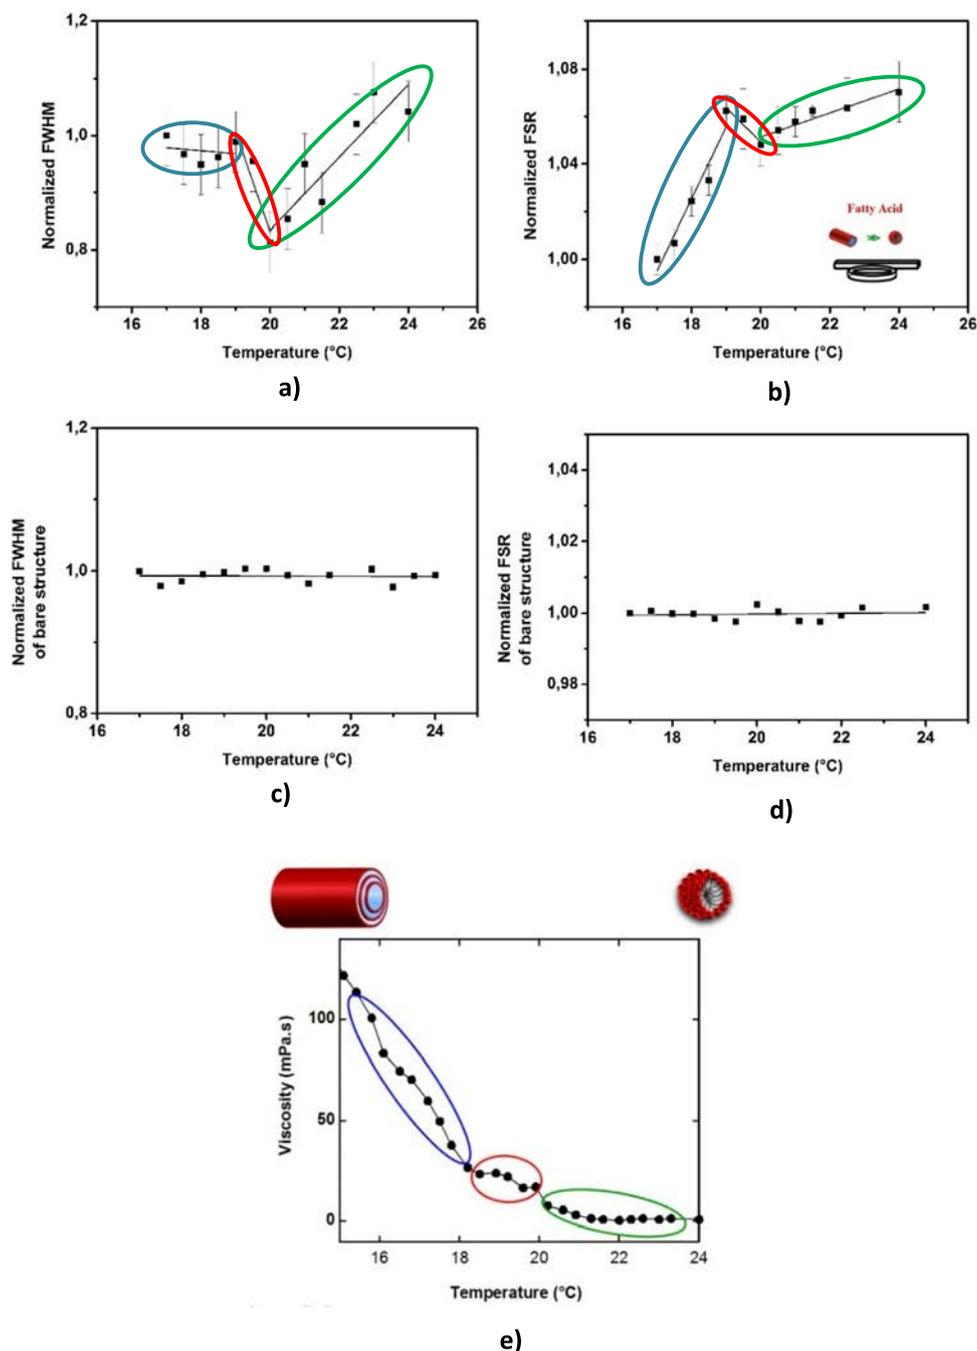 1,2
1,0
0,8
Normalized FWHM
16 18 20 22 24 26
Temperature (°C)
a)
1,08
1,04
1,00
Normalized FSR
Fatty Acid
16 18 20 22 24 26
Temperature (°C)
b)
1,2
1,0
0,8
Normalized FWHM
of bare structure
16 18 20 22 24
Temperature (°C)
c)
1,04
1,02
1,00
0,98
Normalized FSR
of bare structure
16 18 20 22 24
Temperature (°C)
d)
100
50
0
Viscosity (mPa.s)
16 18 20 22 24
Temperature (°C)
e)